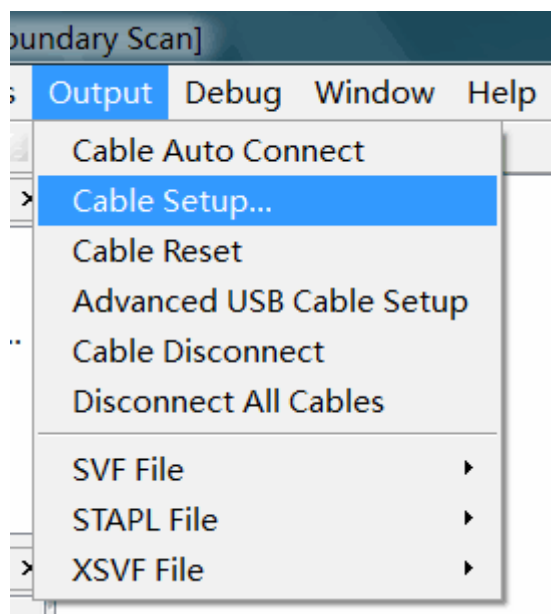 oundary Scan]
s Output Debug Window Help
Cable Auto Connect
Cable Setup...
Cable Reset
Advanced USB Cable Setup
Cable Disconnect
Disconnect All Cables
SVF File
STAPL File
XSVF File